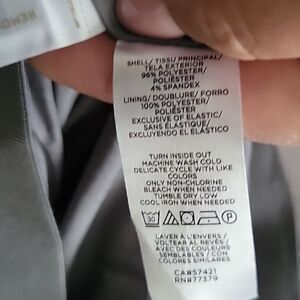 REMO
SHELL/ TISSU PRINCIPAL/
TELA EXTERIOR
96% POLYESTER/
POLIÉSTER
4% SPANDEX
LINING/ DOUBLURE/ FORRO
100% POLYESTER/
POLIÉSTER
EXCLUSIVE OF ELASTIC/
SANS ÉLASTIQUE/
EXCLUYENDO EL ELÁSTICO
TURN INSIDE OUT
MACHINE WASH COLD
DELICATE CYCLE WITH LIKE
COLORS
ONLY NON-CHLORINE
BLEACH WHEN NEEDED
TUMBLE DRY LOW
COOL IRON WHEN NEEDED
LAVER À L'ENVERS /
VOLTEAR AL REVÉS /
AVEC DES COULEURS
SEMBLABLES / CON
COLORES SIMILARES
CA#57421
RN#77379